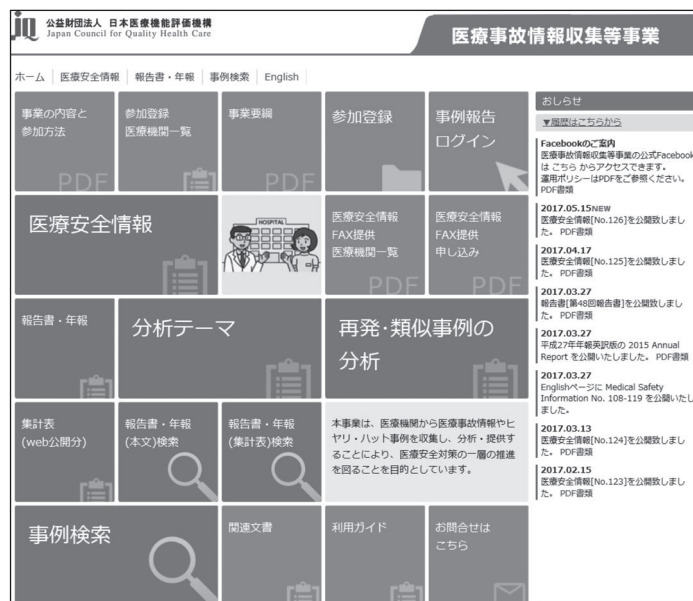 公益財団法人 日本医療機能評価機構
Japan Council for Quality Health Care
医療事故情報収集等事業
ホーム
医療安全情報
報告書・年報
事例検索
English
事業の内容と
参加方法
PDF
参加登録
医療機関一覧
事業要綱
PDF
参加登録
事例報告
ログイン
医療安全情報
HOSPITAL
医療安全情報
FAX提供
医療機関一覧
PDF
医療安全情報
FAX提供
申し込み
PDF
報告書・年報
分析テーマ
再発・類似事例の
分析
集計表
(web公開分)
報告書・年報
(本文)検索
報告書・年報
(集計表)検索
本事業は、医療機関から医療事故情報やヒ
ヤリ・ハット事例を収集し、分析・提供す
ることにより、医療安全対策の一層の推進
を図ることを目的としています。
事例検索
関連文書
利用ガイド
お問合せは
こちら
おしらせ
▼履歴はこちらから
Facebookのご案内
医療事故情報収集等事業の公式Facebook
は こちら からアクセスできます。
運用ポリシーはPDFをご参照ください。
PDF書類
2017.05.15NEW
医療安全情報[No.126]を公開致しまし
た。 PDF書類
2017.04.17
医療安全情報[No.125]を公開致しまし
た。 PDF書類
2017.03.27
報告書[第48回報告書]を公開致しまし
た。 PDF書類
2017.03.27
平成27年年報英訳版の 2015 Annual
Report を公開いたしました。 PDF書類
2017.03.27
Englishページに Medical Safety
Information No. 108-119 を公開いたし
ました。
2017.03.13
医療安全情報[No.124]を公開致しまし
た。 PDF書類
2017.02.15
医療安全情報[No.123]を公開致しまし
た。 PDF書類